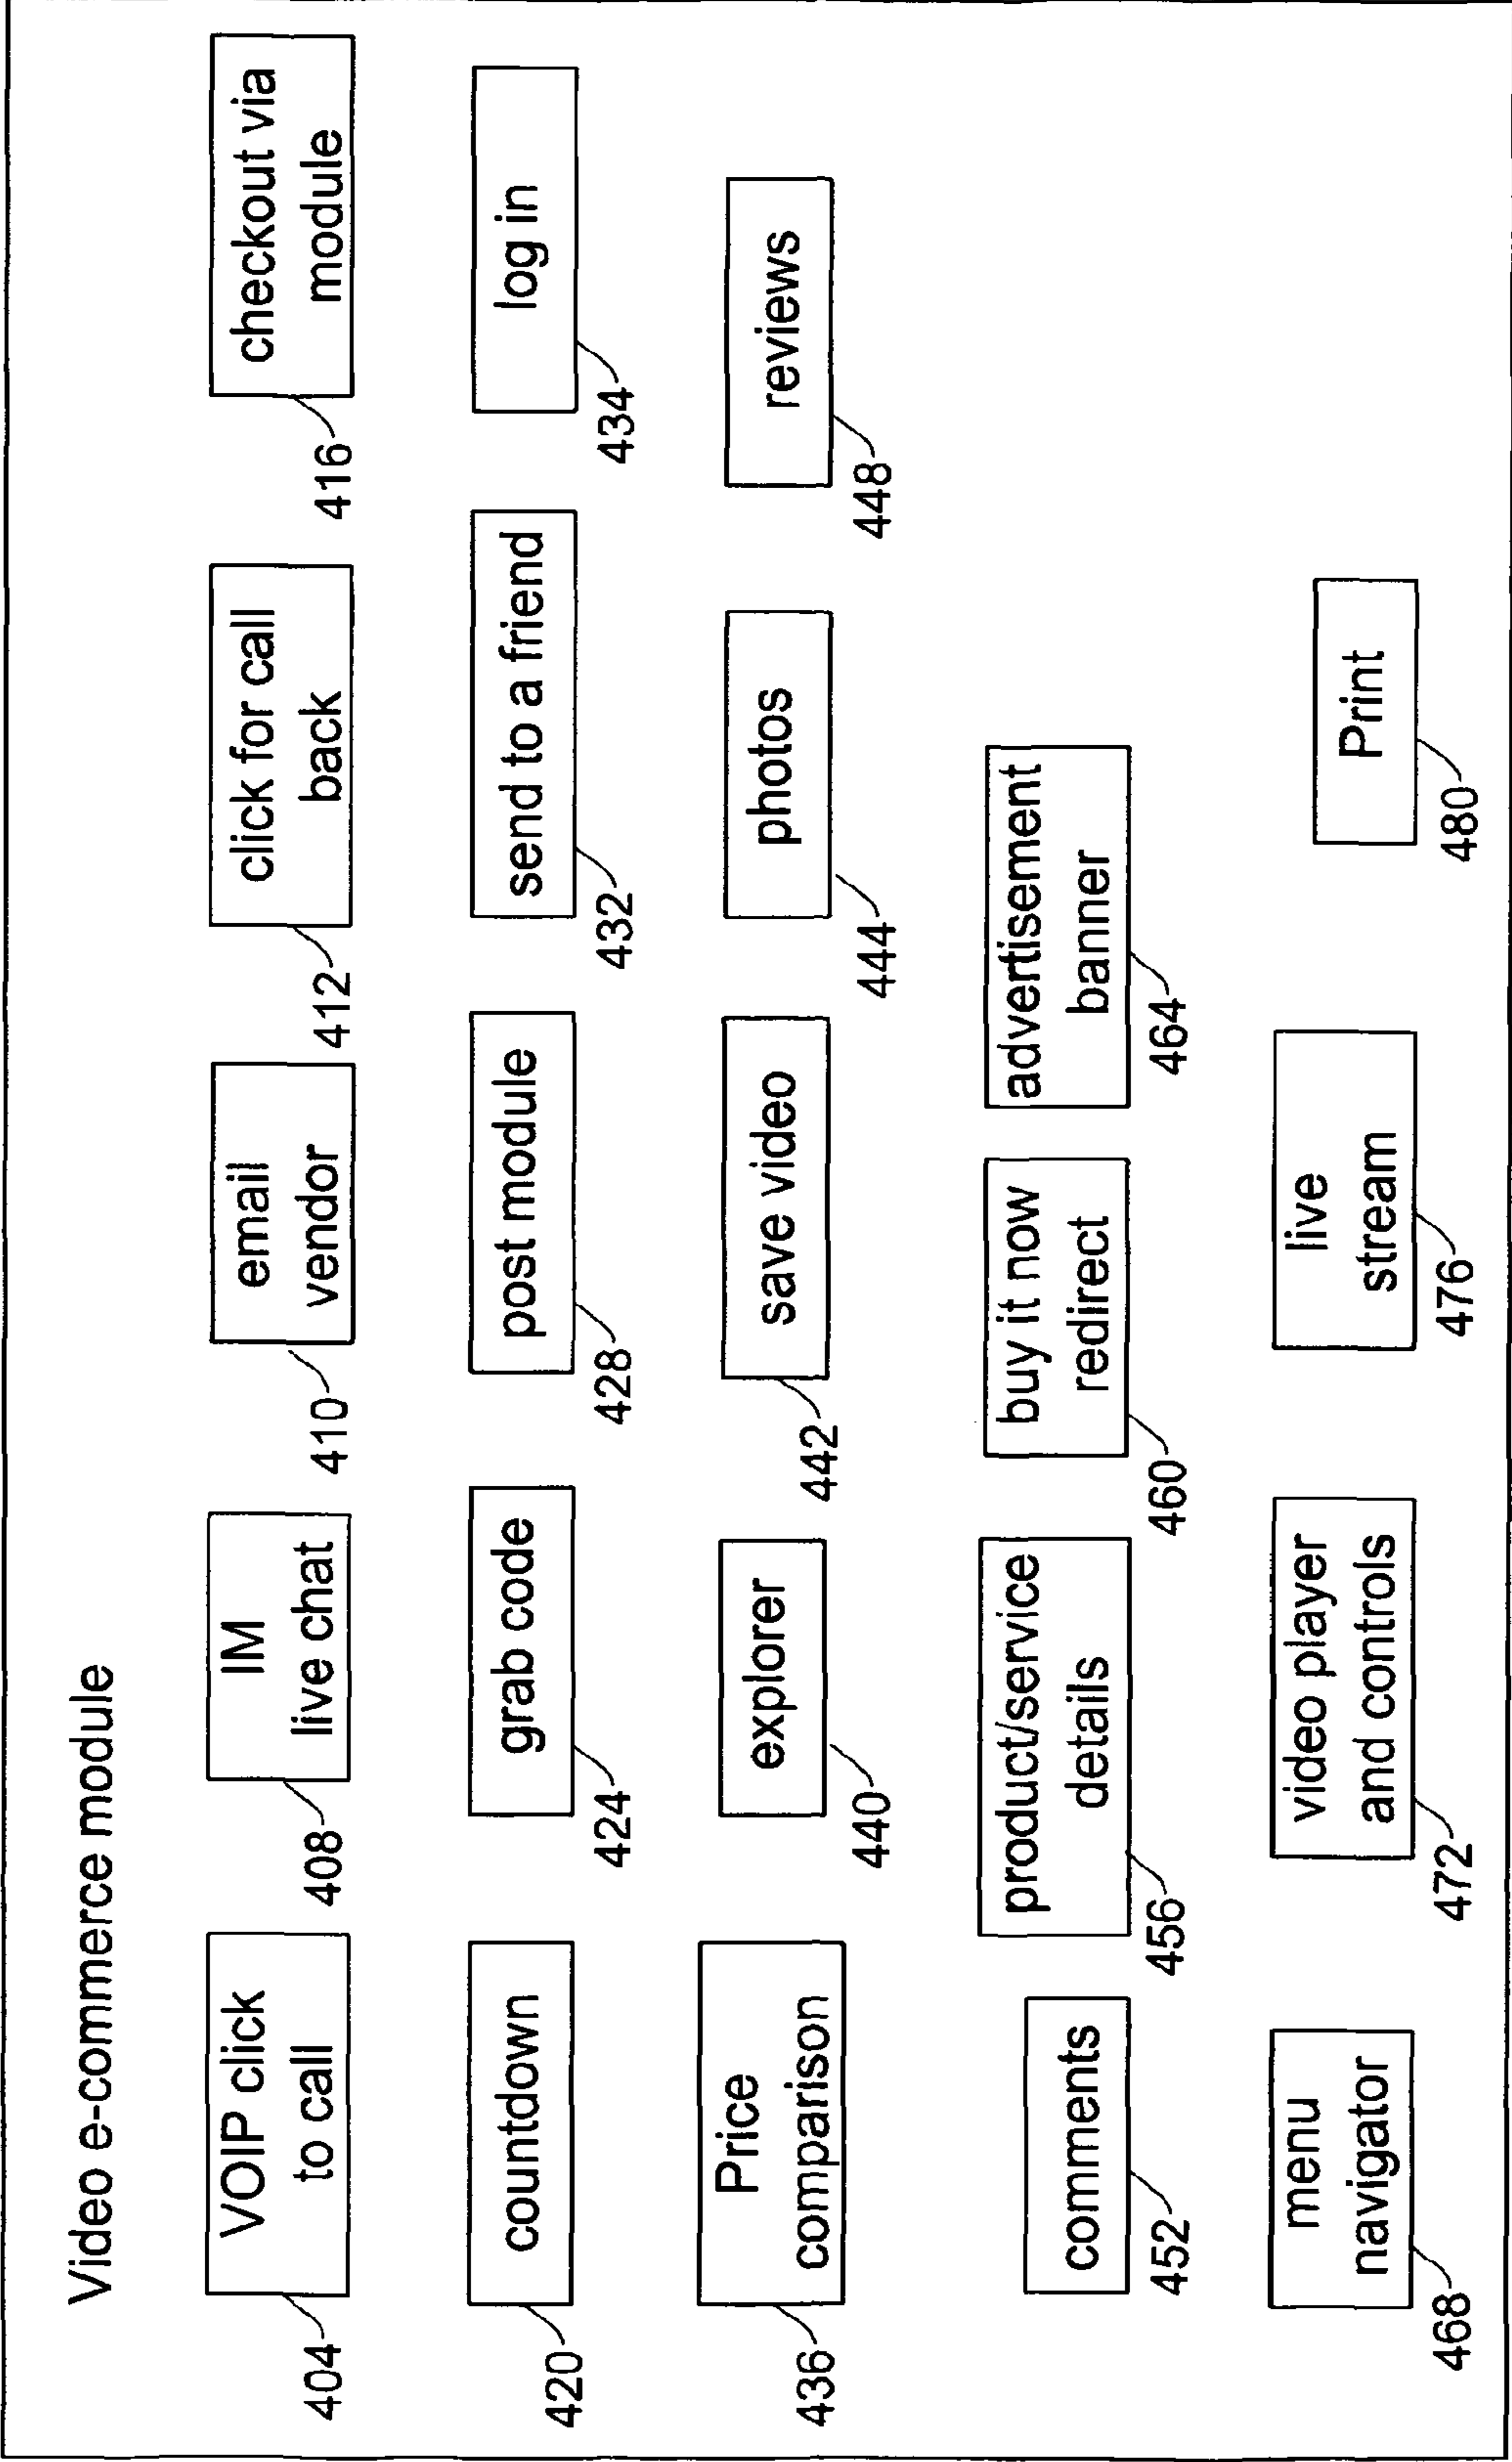 Video e-commerce module
VOIP click
to call
404
IM
live chat
408
email
vendor
410
click for call
back
412
checkout via
module
416
countdown
420
grab code
424
post module
428
send to a friend
432
log in
434
Price
comparison
436
explorer
440
save video
442
photos
444
reviews
448
comments
452
product/service
details
456
buy it now
redirect
460
advertisement
banner
464
menu
navigator
468
video player
and controls
472
live
stream
476
Print
480